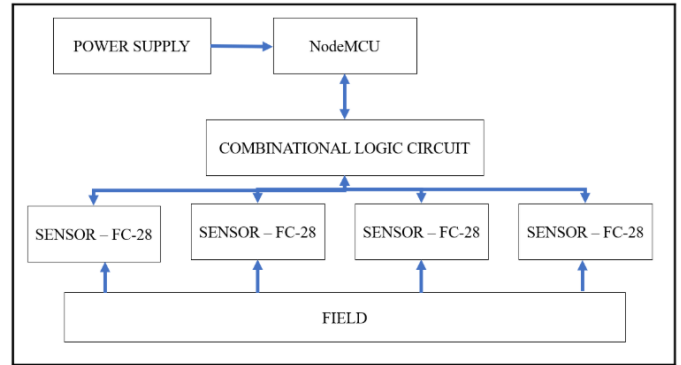 POWER SUPPLY
NodeMCU
COMBINATIONAL LOGIC CIRCUIT
SENSOR – FC-28
SENSOR – FC-28
SENSOR – FC-28
SENSOR – FC-28
FIELD